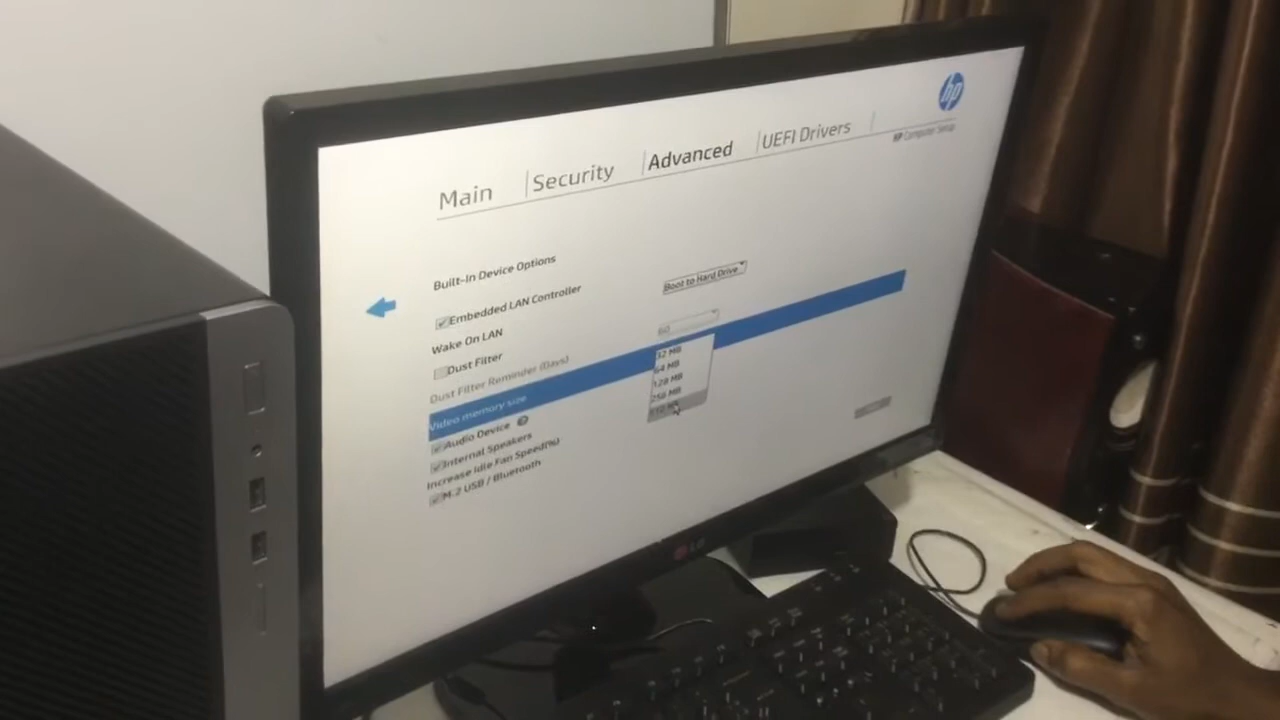 hp
Main Security Advanced UEFI Drivers
HP Computer Setup
Built-in Device Options
Embedded LAN Controller
Wake On LAN Boot to Hard Drive
Dust Filter
Dust Filter Reminder (Days) 60
Video memory size
32 MB
64 MB
128 MB
256 MB
Audio Device ?
Internal Speakers
Increase Idle Fan Speed(%)
M.2 USB / Bluetooth
LG